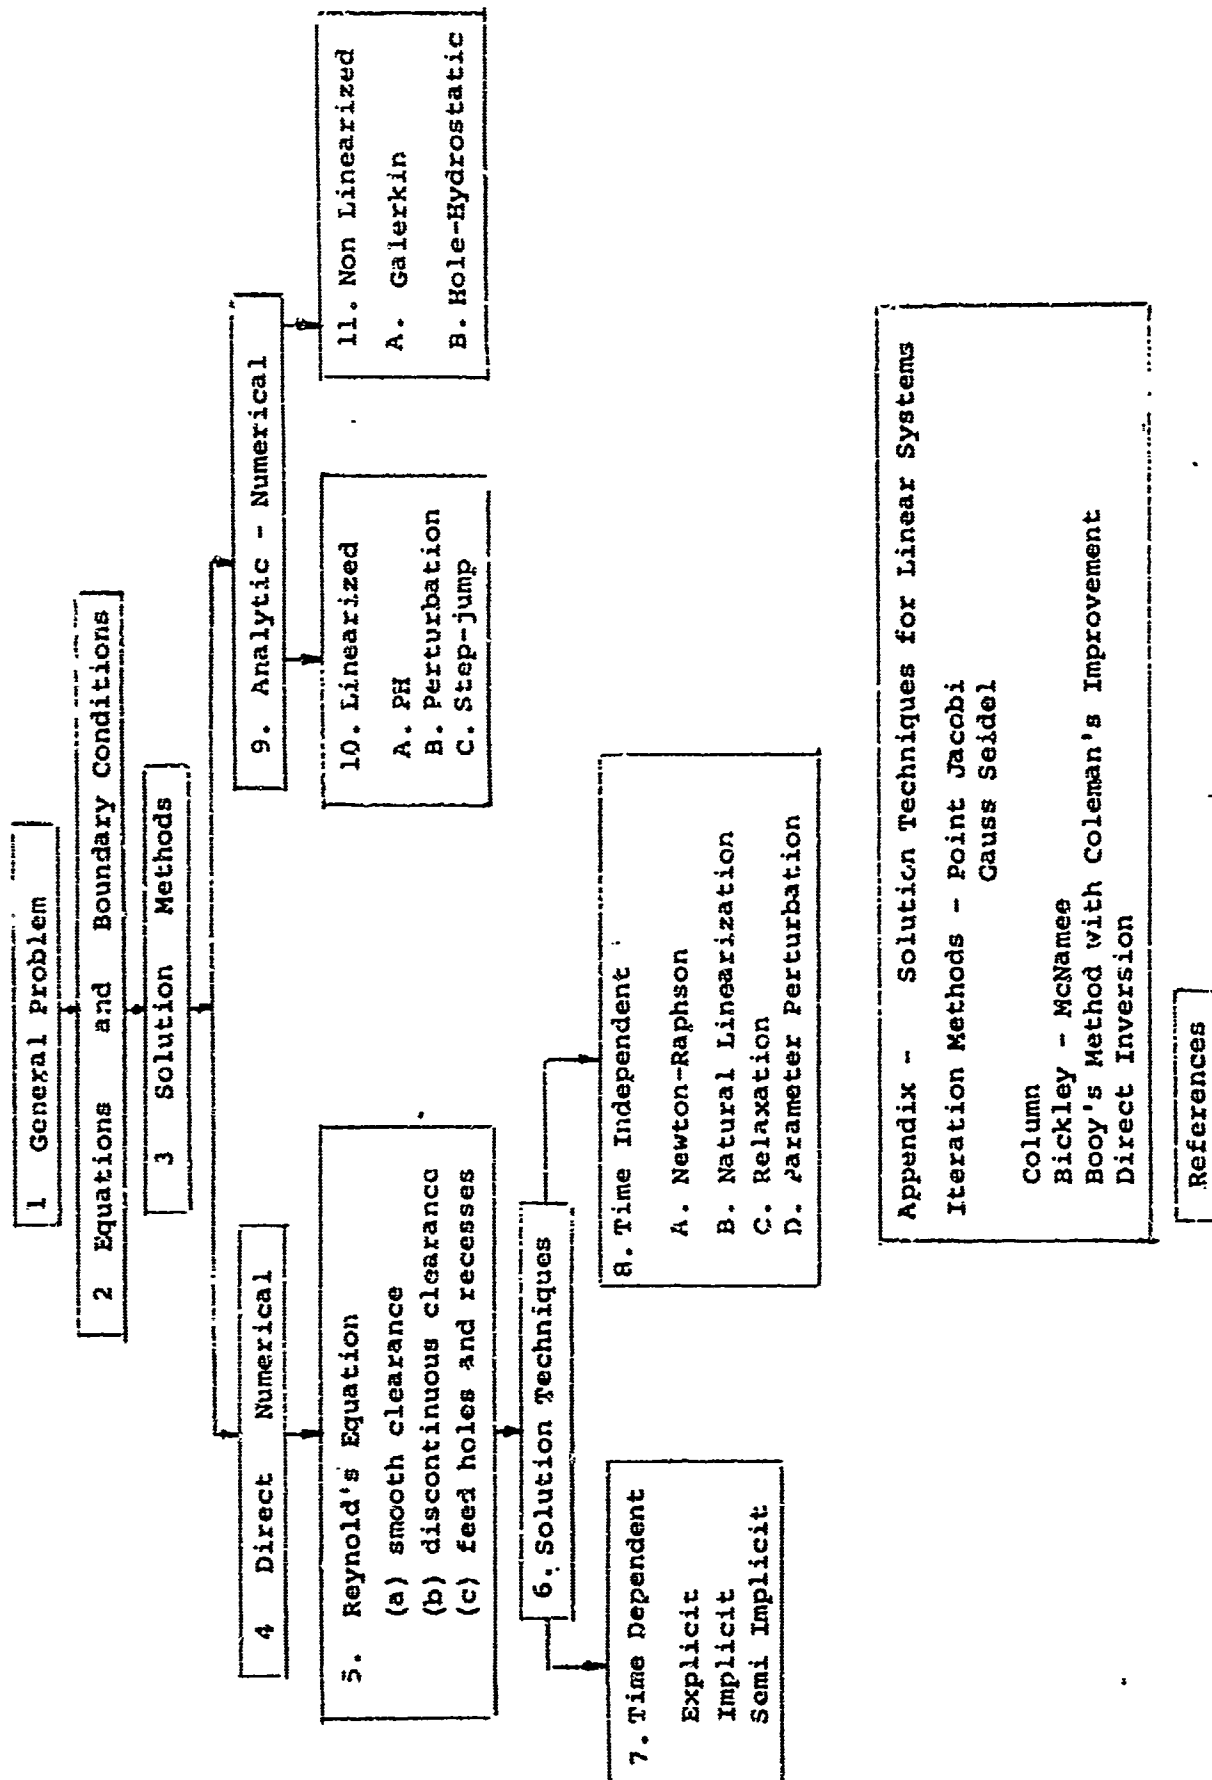 1 General Problem
2 Equations and Boundary Conditions
3 Solution Methods
4 Direct Numerical
5. Reynold's Equation
(a) smooth clearance
(b) discontinuous clearance
(c) feed holes and recesses
6. Solution Techniques
7. Time Dependent
Explicit
Implicit
Semi Implicit
8. Time Independent
A. Newton-Raphson
B. Natural Linearization
C. Relaxation
D. Parameter Perturbation
9. Analytic - Numerical
10. Linearized
A. PH
B. Perturbation
C. Step-jump
11. Non Linearized
A. Galerkin
B. Hole-Hydrostatic
Appendix - Solution Techniques for Linear Systems
Iteration Methods - Point Jacobi
Gauss Seidel
Column
Bickley - McNamee
Booy's Method with Coleman's Improvement
Direct Inversion
References